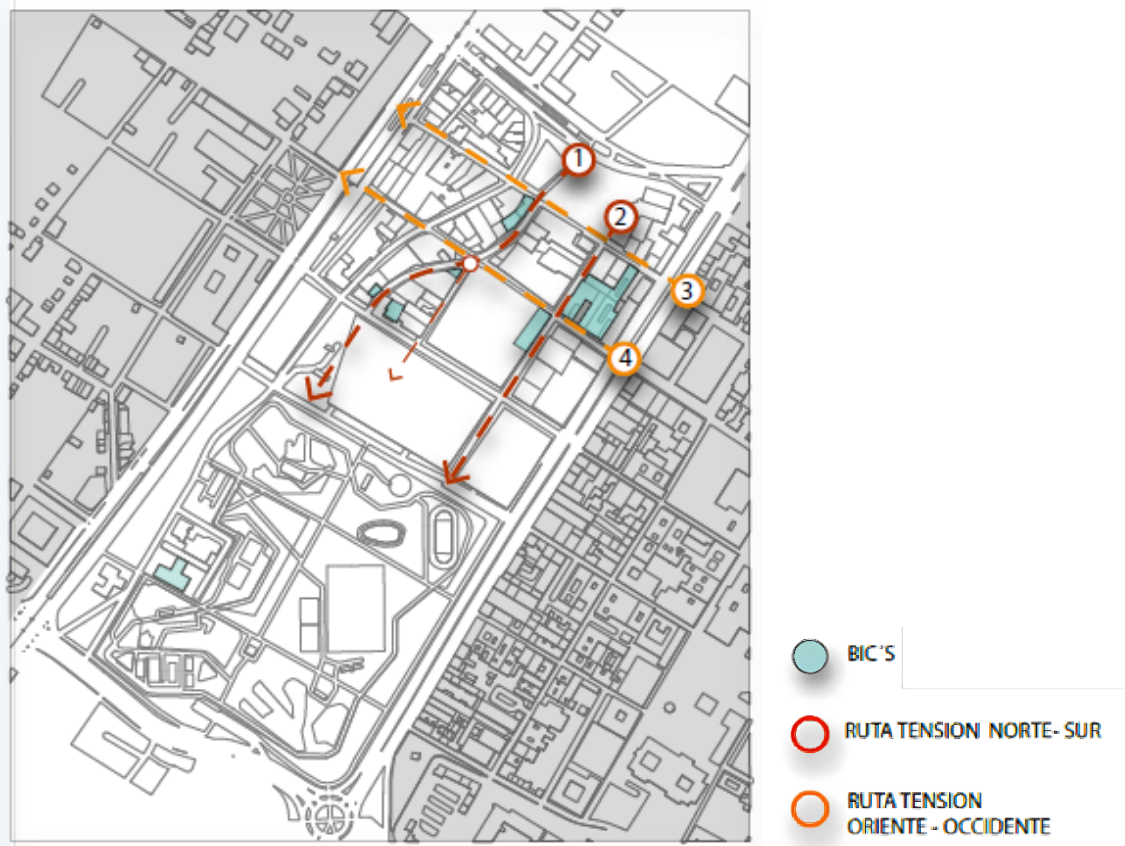 1
2
3
4
BIC´S
RUTA TENSION NORTE- SUR
RUTA TENSION
ORIENTE - OCCIDENTE